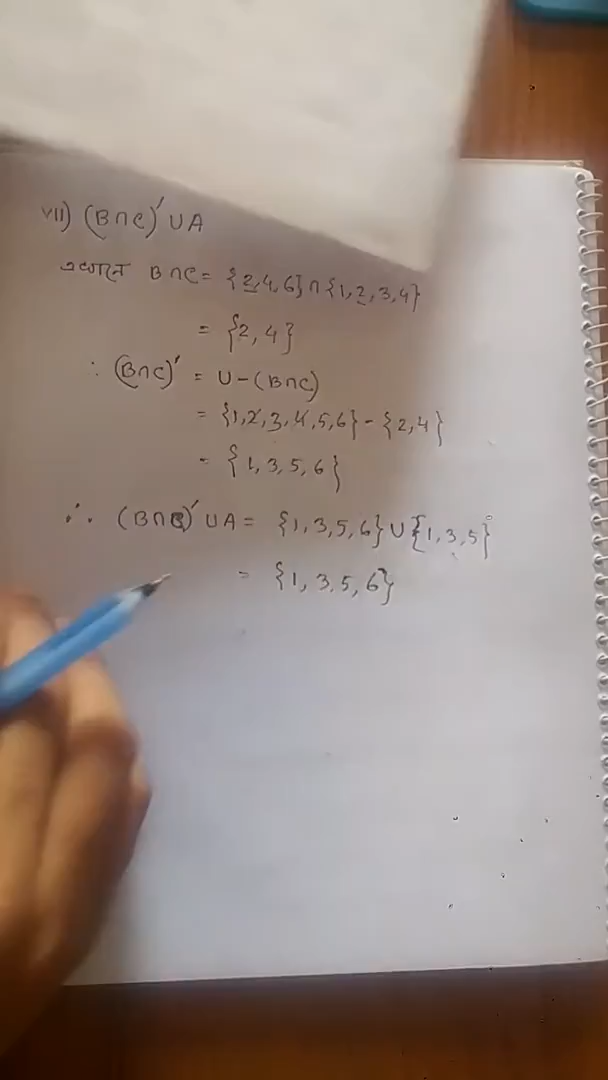 VII) (B∩C)′ ∪ A
এখানে B∩C = {2,4,6} ∩ {1,2,3,4}
= {2,4}
∴ (B∩C)′ = U-(B∩C)
= {1,2,3,4,5,6} - {2,4}
= {1,3,5,6}
∴ (B∩C)′ ∪ A = {1,3,5,6} ∪ {1,3,5}
= {1,3,5,6}